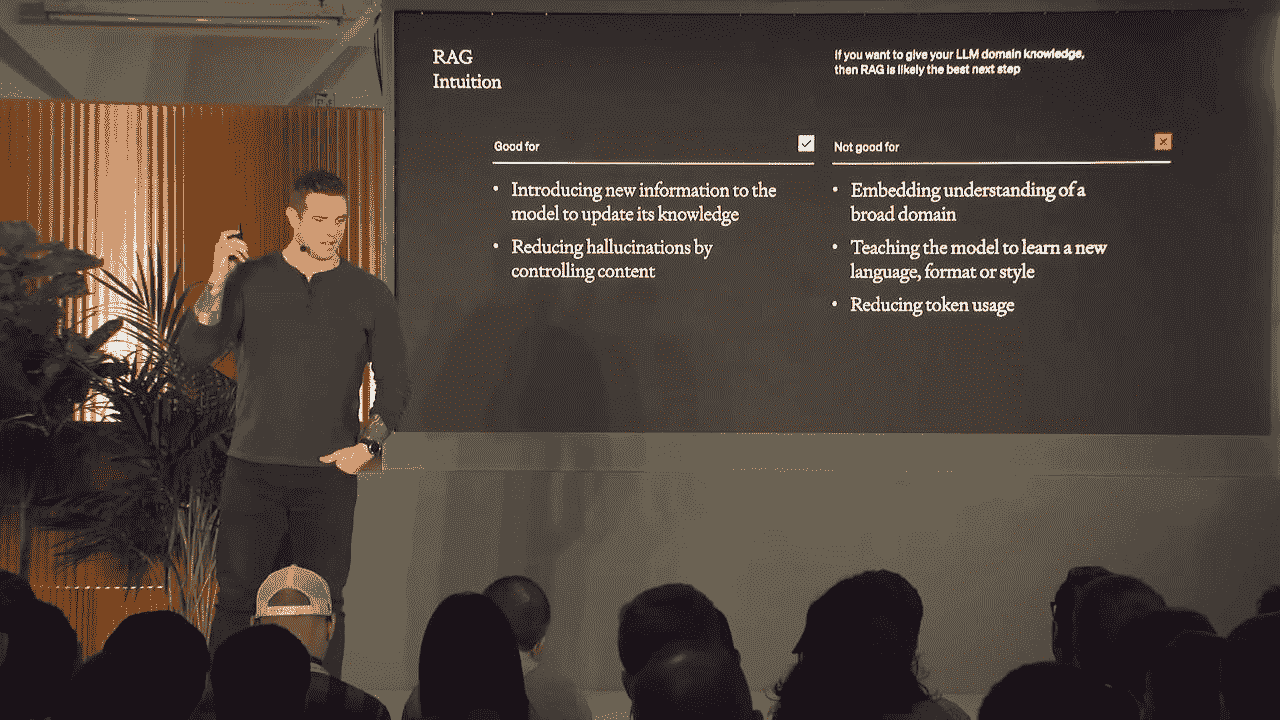 RAG
Intuition
If you want to give your LLM domain knowledge,
then RAG is likely the best next step
Good for
• Introducing new information to the
model to update its knowledge
• Reducing hallucinations by
controlling content
Not good for
• Embedding understanding of a
broad domain
• Teaching the model to learn a new
language, format or style
• Reducing token usage